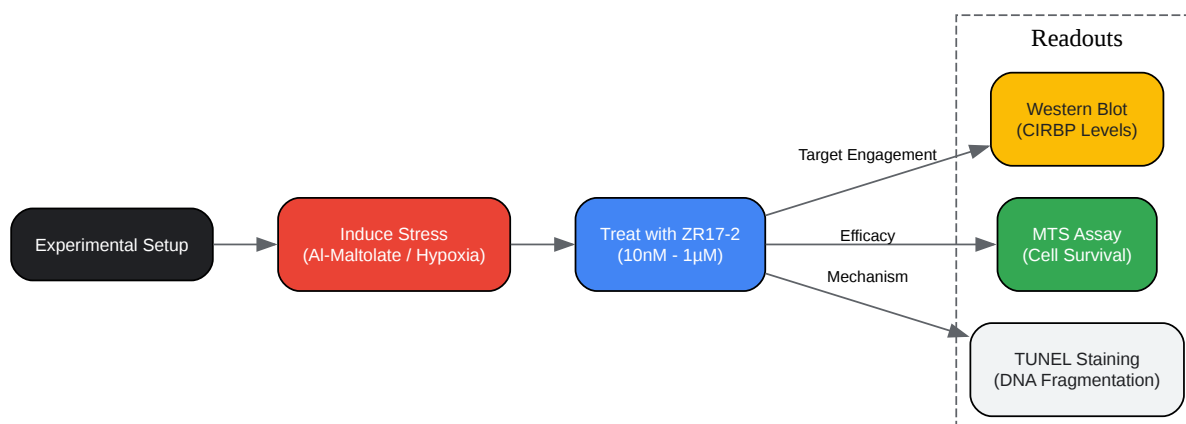 Experimental Setup
Induce Stress
(Al-Maltolate / Hypoxia)
Treat with ZR17-2
(10nM - 1µM)
Target Engagement
Efficacy
Mechanism
Readouts
Western Blot
(CIRBP Levels)
MTS Assay
(Cell Survival)
TUNEL Staining
(DNA Fragmentation)